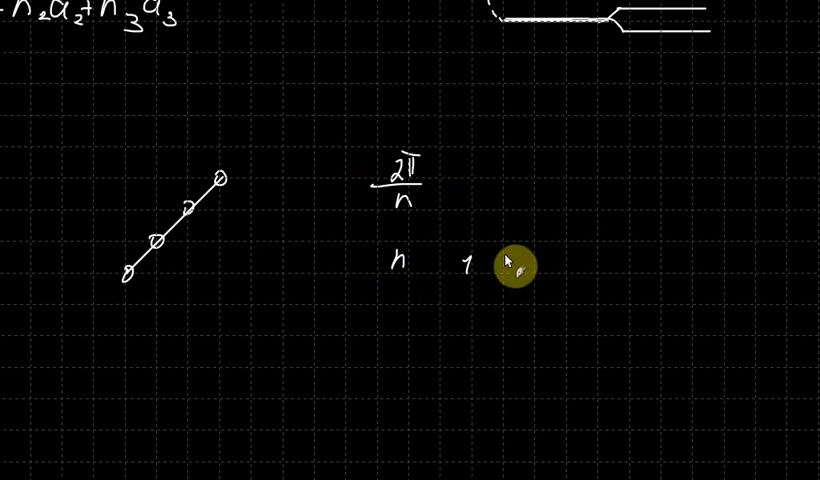 n₂a₂+n₃a₃
2π
n
n 1